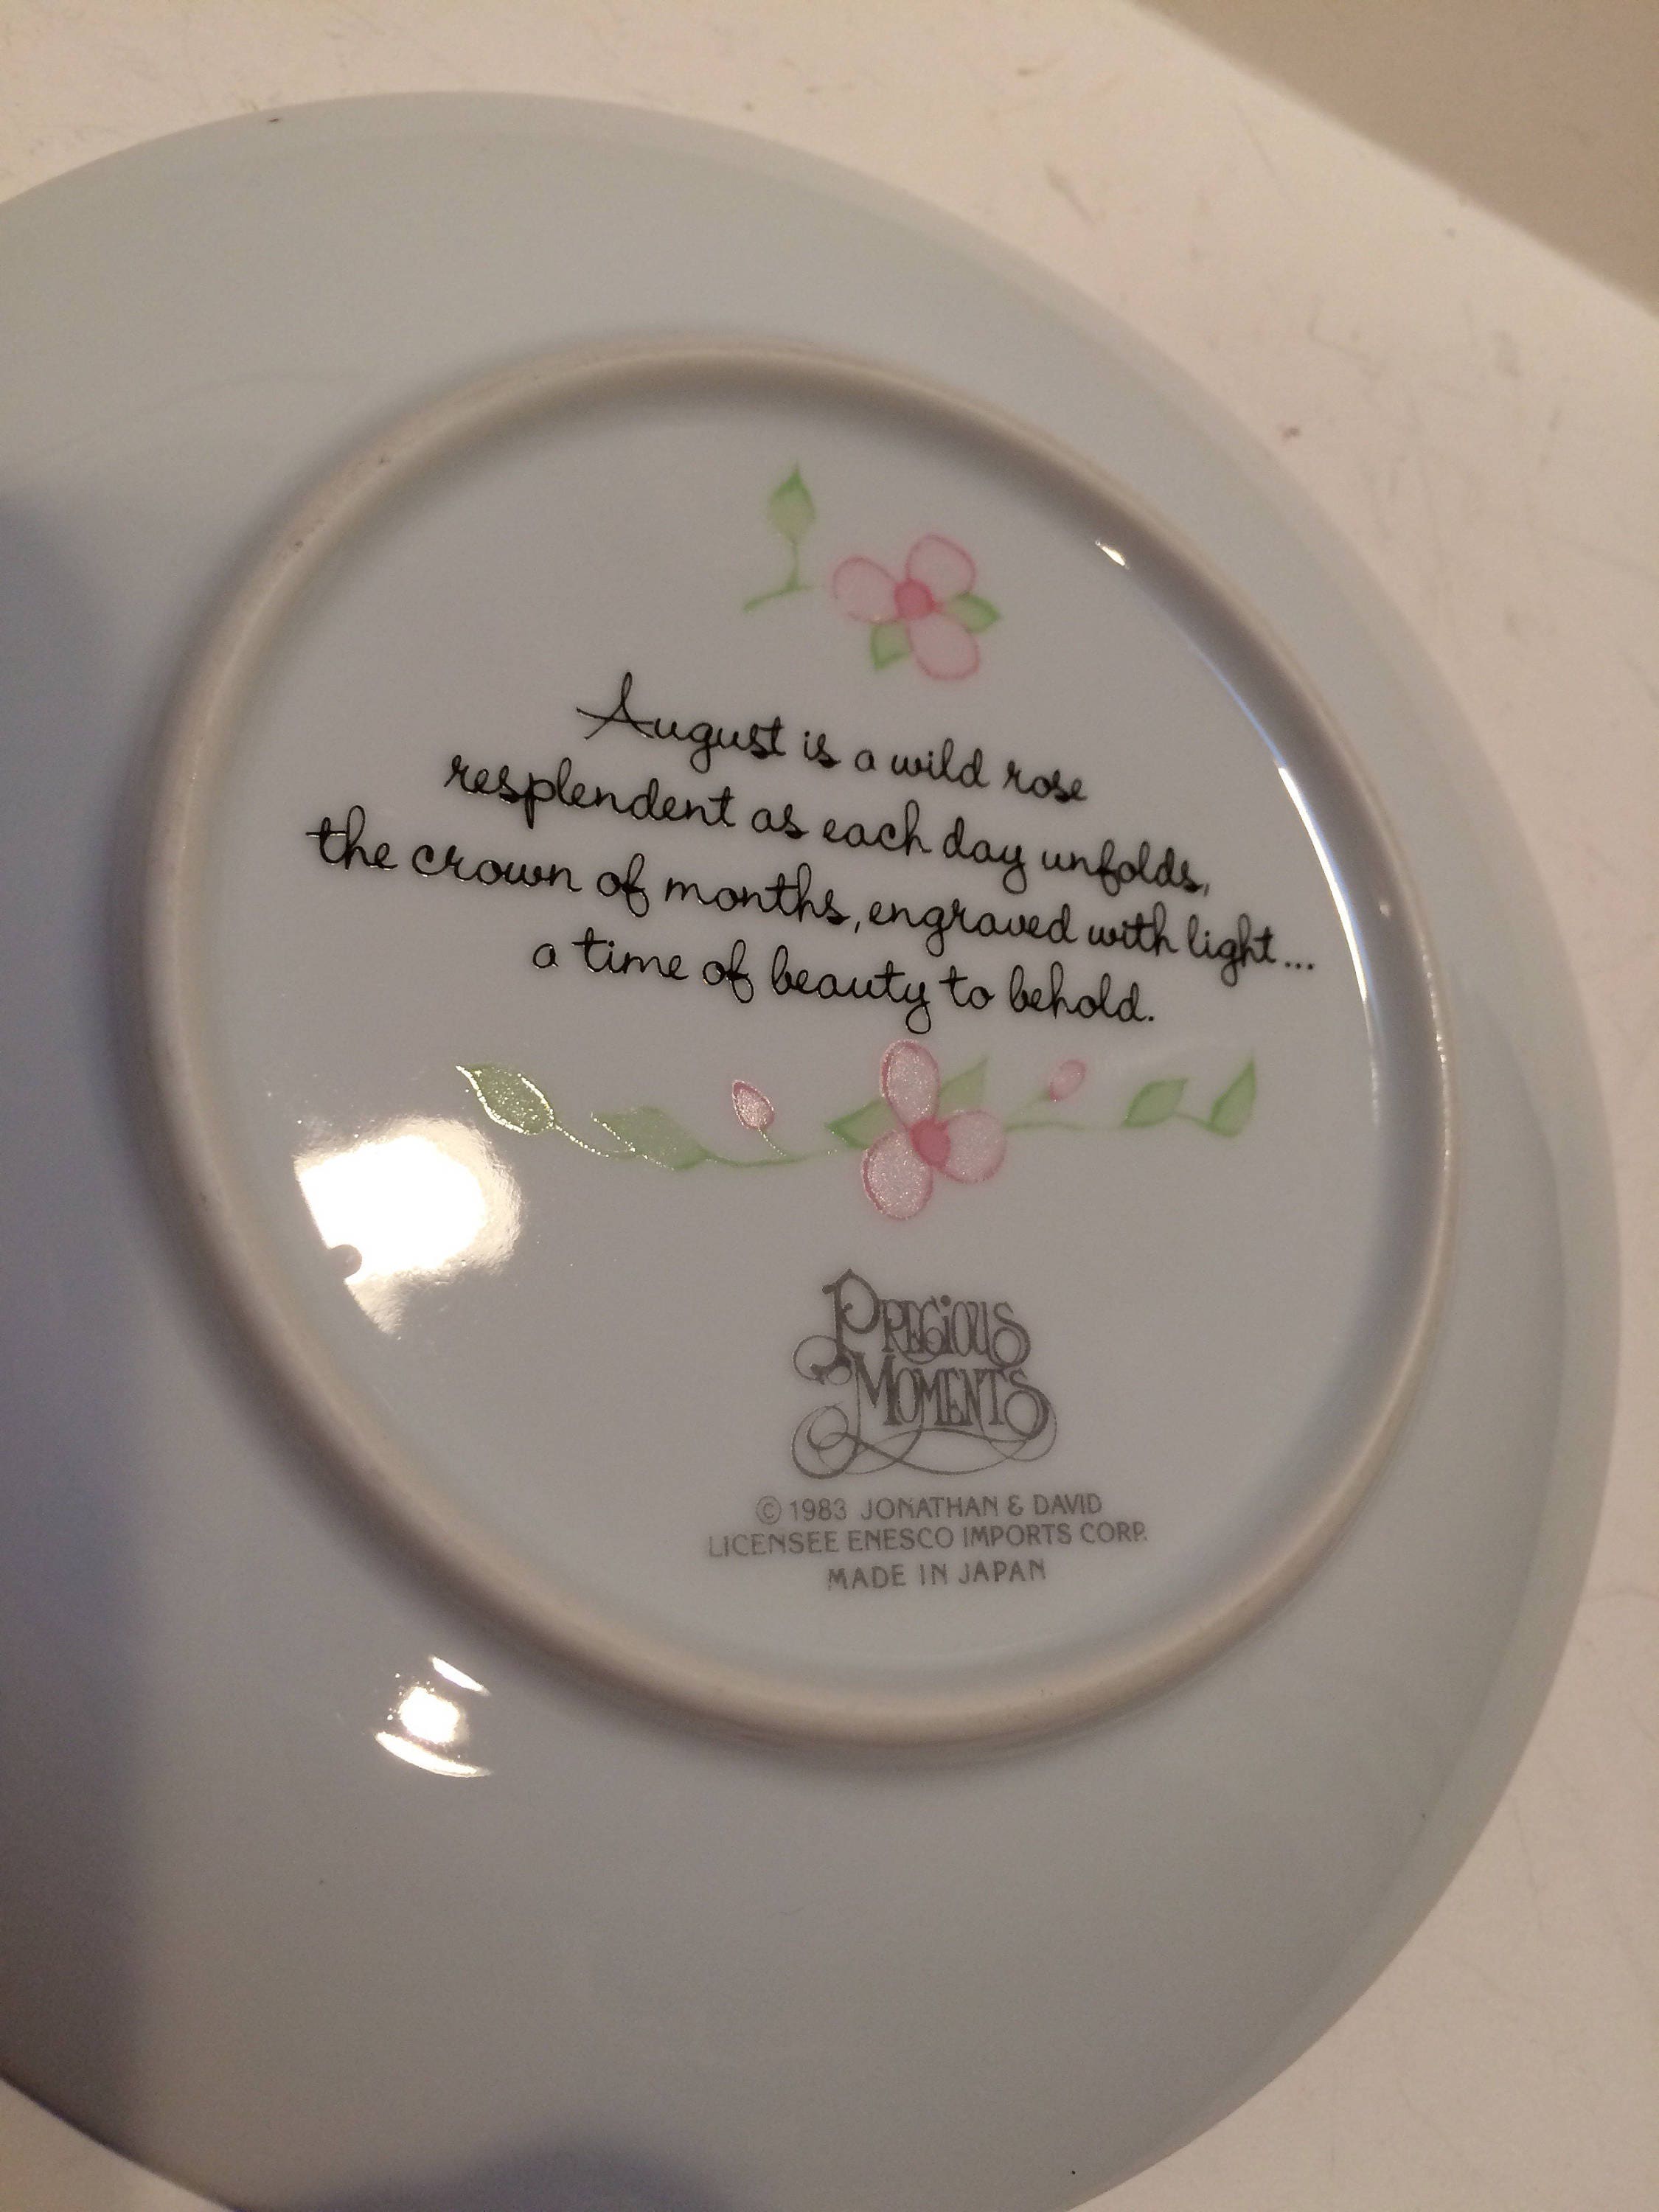 August is a wild rose
resplendent as each day unfolds,
the crown of months, engraved with light...
a time of beauty to behold.
PRECIOUS
MOMENTS
© 1983 JONATHAN & DAVID
LICENSEE ENESCO IMPORTS CORP.
MADE IN JAPAN